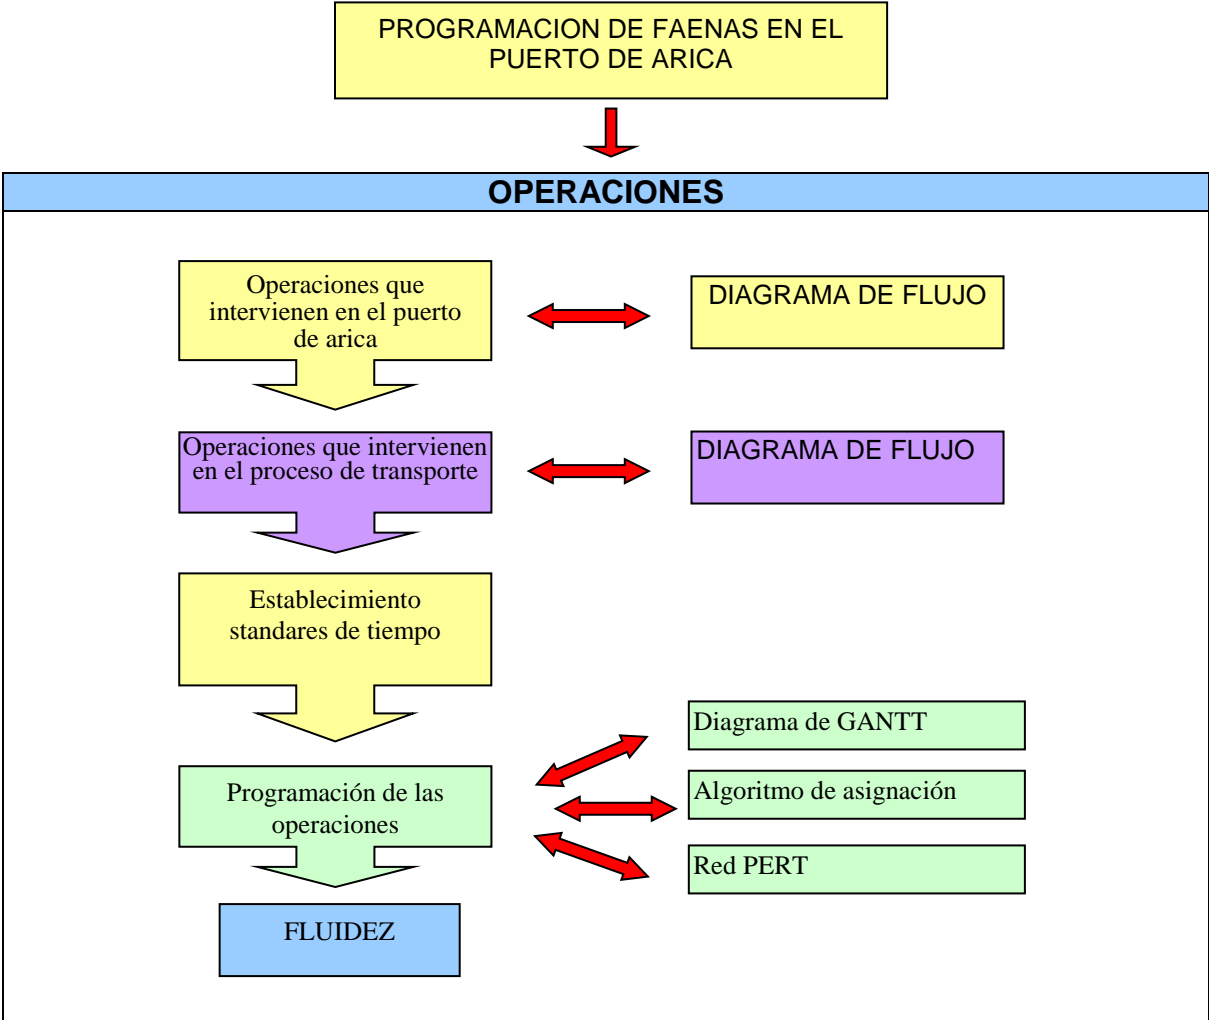 PROGRAMACION DE FAENAS EN EL
PUERTO DE ARICA
OPERACIONES
Operaciones que
intervienen en el puerto
de arica
DIAGRAMA DE FLUJO
Operaciones que intervienen
en el proceso de transporte
DIAGRAMA DE FLUJO
Establecimiento
standares de tiempo
Programación de las
operaciones
Diagrama de GANTT
Algoritmo de asignación
Red PERT
FLUIDEZ